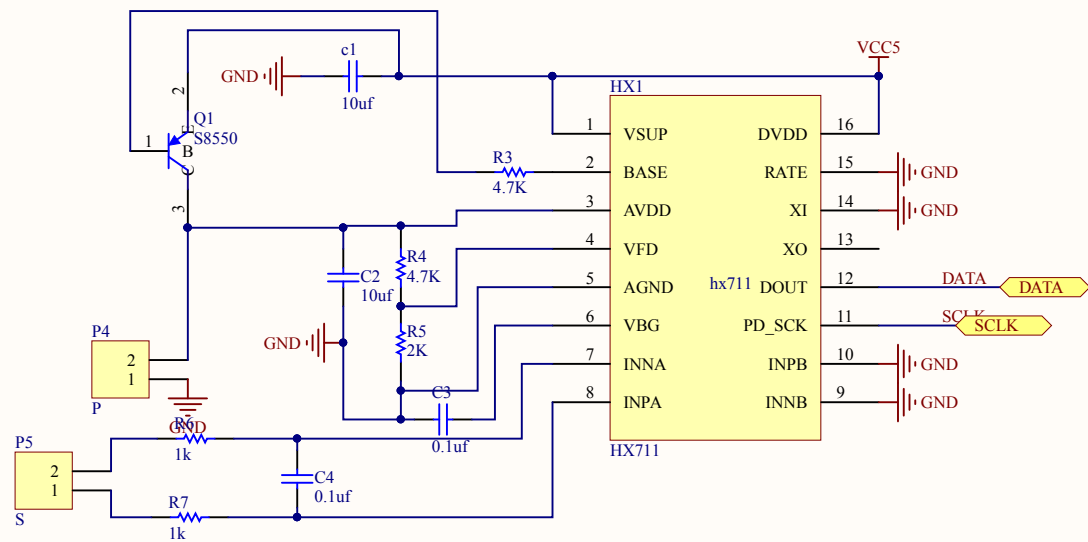 VCC5
c1
GND
10uf
HX1
2
Q1
S8550
E
1
B
C
3
R3
4.7K
1 VSUP DVDD 16
2 BASE RATE 15 GND
3 AVDD XI 14 GND
4 VFD XO 13
5 AGND hx711 DOUT 12 DATA DATA
6 VBG PD_SCK 11 SCLK SCLK
7 INNA INPB 10 GND
8 INPA INNB 9 GND
HX711
R4
4.7K
C2
10uf
R5
2K
GND
C3
0.1uf
P4
2
1
P
GND
R6
1k
P5
2
1
S
C4
0.1uf
R7
1k